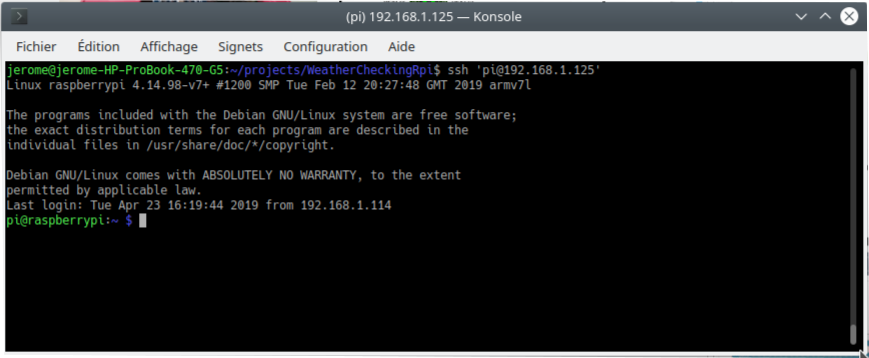 (pi) 192.168.1.125 — Konsole
Fichier Édition Affichage Signets Configuration Aide
jerome@jerome-HP-ProBook-470-G5:~/projects/WeatherCheckingRpi$ ssh 'pi@192.168.1.125'
Linux raspberrypi 4.14.98-v7+ #1200 SMP Tue Feb 12 20:27:48 GMT 2019 armv7l
The programs included with the Debian GNU/Linux system are free software;
the exact distribution terms for each program are described in the
individual files in /usr/share/doc/*/copyright.
Debian GNU/Linux comes with ABSOLUTELY NO WARRANTY, to the extent
permitted by applicable law.
Last login: Tue Apr 23 16:19:44 2019 from 192.168.1.114
pi@raspberrypi:~ $